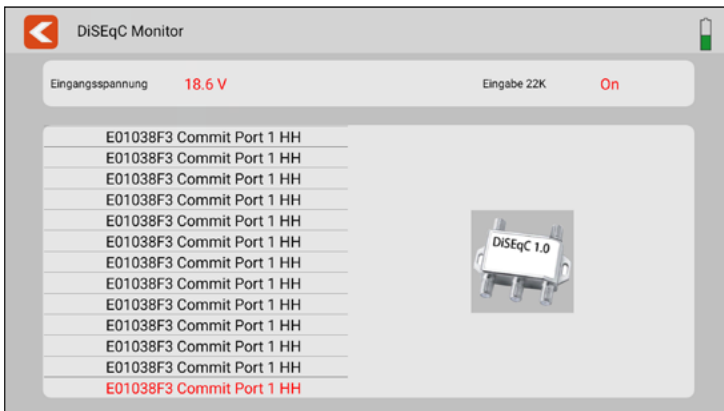 DiSEqC Monitor
Eingangsspannung 18.6 V Eingabe 22K On
E01038F3 Commit Port 1 HH
E01038F3 Commit Port 1 HH
E01038F3 Commit Port 1 HH
E01038F3 Commit Port 1 HH
E01038F3 Commit Port 1 HH
E01038F3 Commit Port 1 HH
DiSEqC 1.0
E01038F3 Commit Port 1 HH
E01038F3 Commit Port 1 HH
E01038F3 Commit Port 1 HH
E01038F3 Commit Port 1 HH
E01038F3 Commit Port 1 HH
E01038F3 Commit Port 1 HH
E01038F3 Commit Port 1 HH